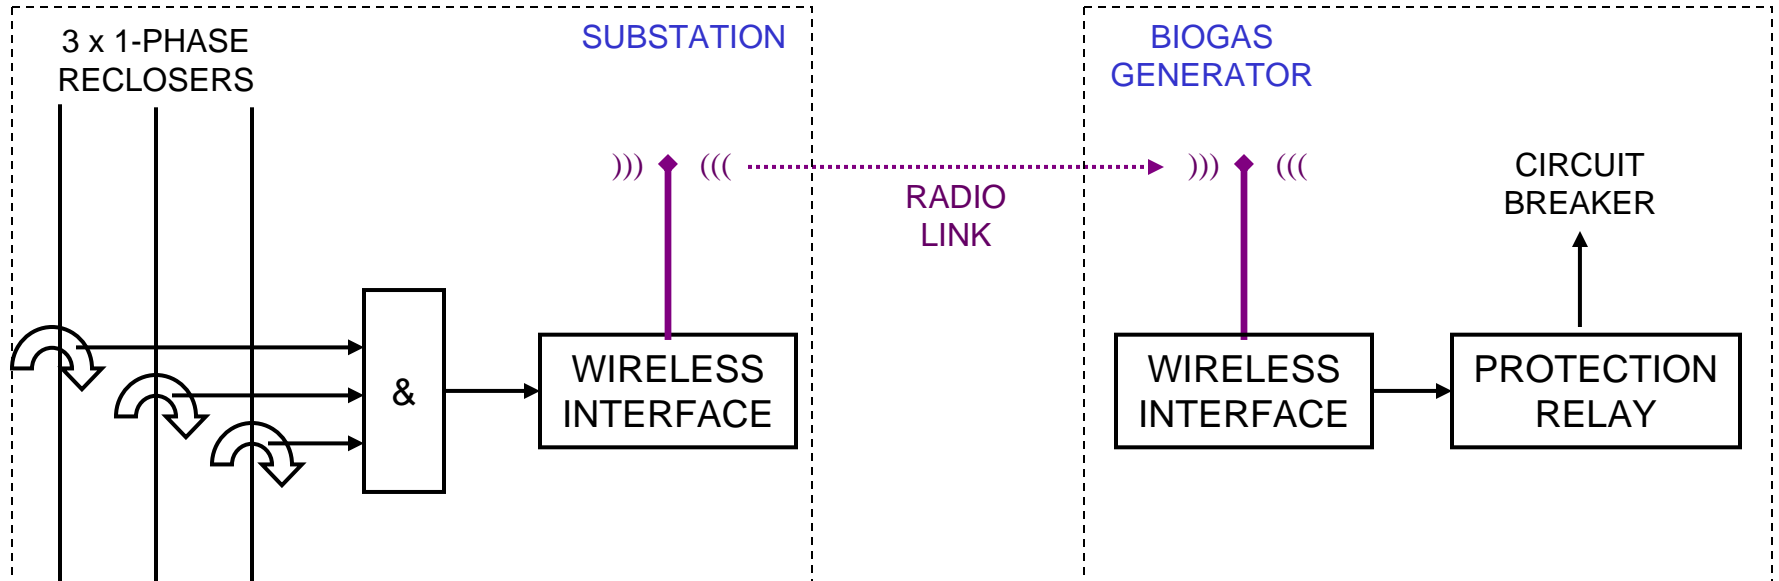 3 x 1-PHASE
RECLOSERS
SUBSTATION
BIOGAS
GENERATOR
))) (((
))) (((
RADIO
LINK
CIRCUIT
BREAKER
&
WIRELESS
INTERFACE
WIRELESS
INTERFACE
PROTECTION
RELAY